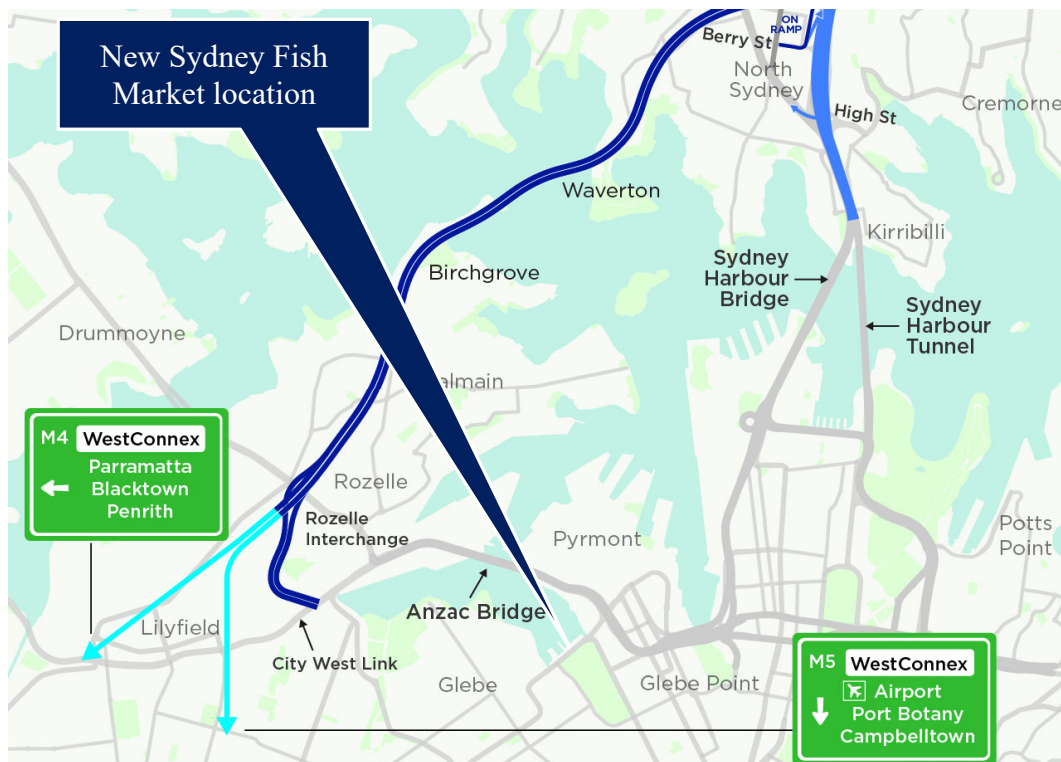 New Sydney Fish
Market location
ON
RAMP
Berry St
North
Sydney
Cremorne
High St
Waverton
Kirribilli
Birchgrove
Sydney
Harbour
Bridge
Sydney
Harbour
Tunnel
Drummoyne
almain
M4 WestConnex
Parramatta
Blacktown
Penrith
Rozelle
Rozelle
Interchange
Pyrmont
Potts
Point
Anzac Bridge
Lilyfield
City West Link
Glebe
Glebe Point
M5 WestConnex
Airport
Port Botany
Campbelltown